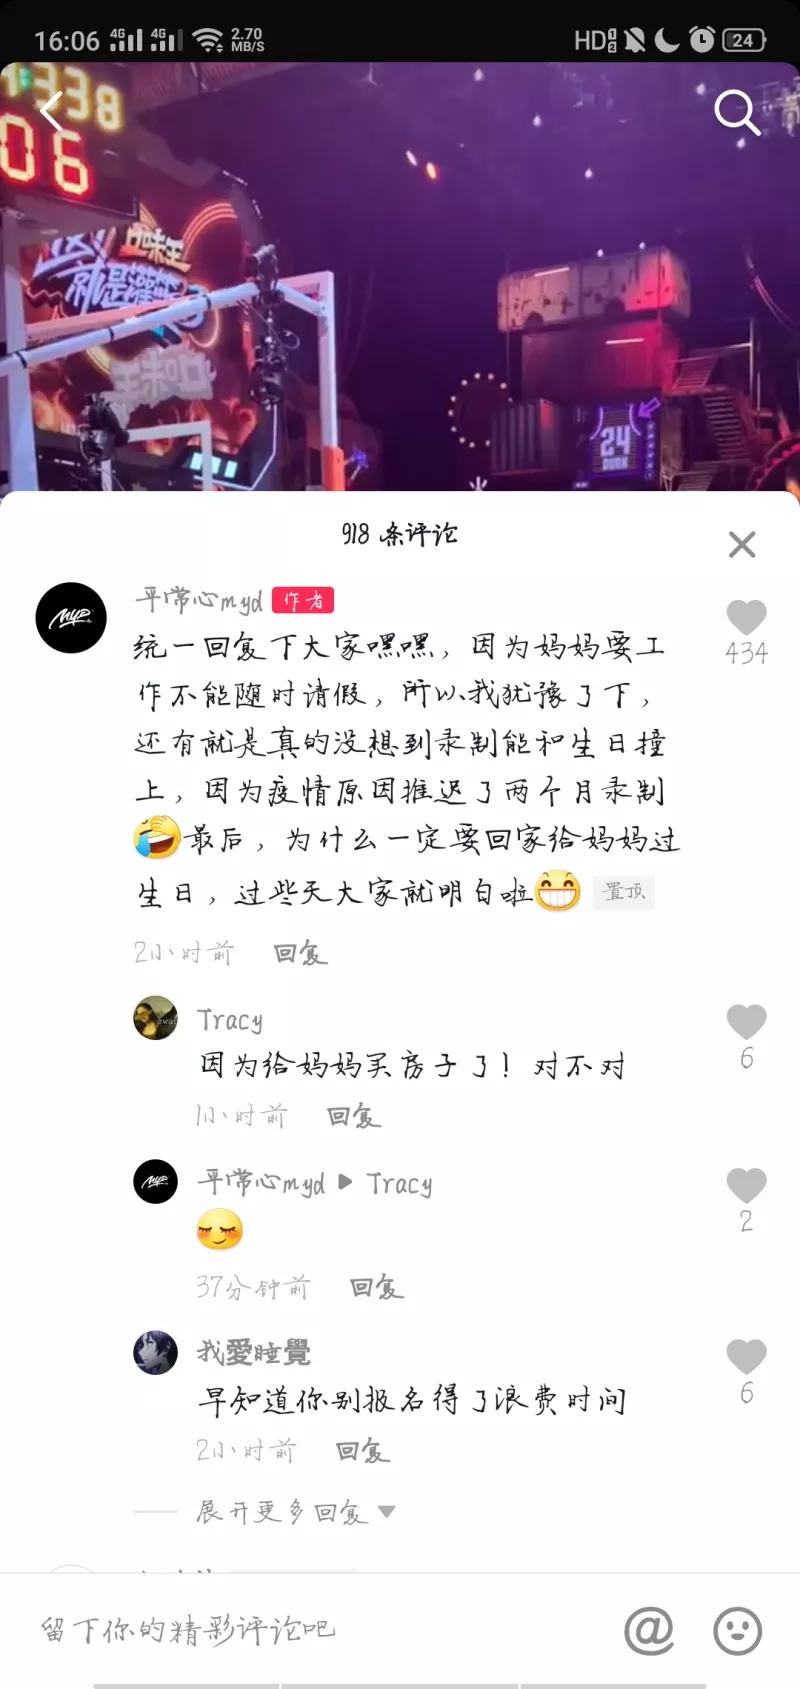 16:06 4G 4G 2.70 MB/S HD 1 2 24
1338
06
口味王
这!
就是灌篮
24
DUNK
918 条评论
平常心myd 作者
统一回复下大家嘿嘿，因为妈妈要工
作不能随时请假，所以我犹豫了下，
还有就是真的没想到录制能和生日撞
上，因为疫情原因推迟了两个月录制
🤣最后，为什么一定要回家给妈妈过
生日，过些天大家就明白啦😁 置顶
434
2小时前 回复
Tracy
因为给妈妈买房子了！对不对
6
1小时前 回复
平常心myd ▶ Tracy
😌
2
37分钟前 回复
我愛睡覺
早知道你别报名得了浪费时间
6
2小时前 回复
展开更多回复
留下你的精彩评论吧
@